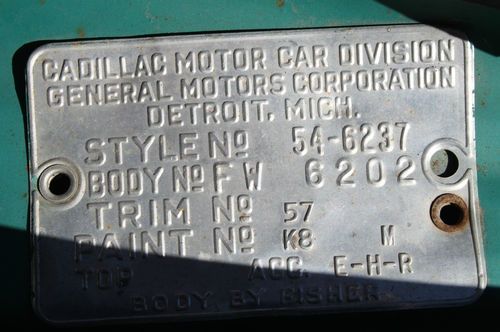 CADILLAC MOTOR CAR DIVISION
GENERAL MOTORS CORPORATION
DETROIT, MICH.
STYLE NO 54-6237
BODY NO FW 6202
TRIM NO 57
PAINT NO K8 M
TOP ACC. E-H-R
BODY BY FISHER